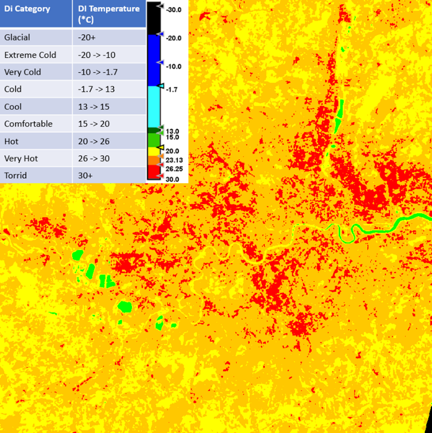 Di Category DI Temperature
(°C)
Glacial -20+
Extreme Cold -20 -> -10
Very Cold -10 -> -1.7
Cold -1.7 -> 13
Cool 13 -> 15
Comfortable 15 -> 20
Hot 20 -> 26
Very Hot 26 -> 30
Torrid 30+
-30.0
-20.0
-10.0
-1.7
13.0
15.0
20.0
23.13
26.25
30.0